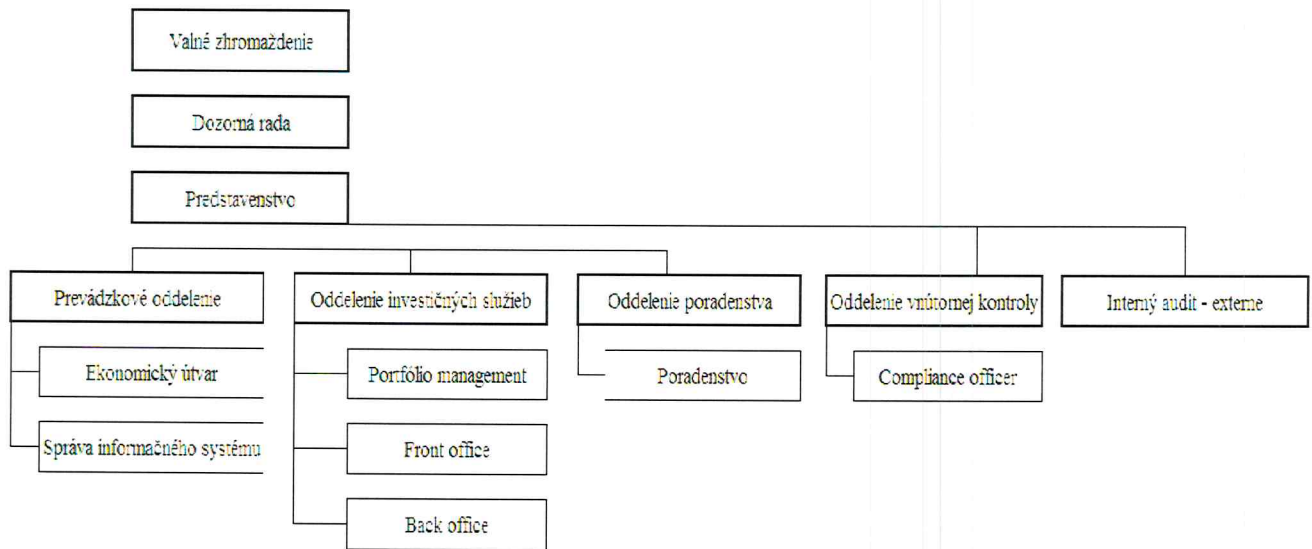 Valné zhromaždenie
Dozorná rada
Predstavenstvo
Prevádzkové oddelenie
Oddelenie investičných služieb
Oddelenie poradenstva
Oddelenie vnútornej kontroly
Interný audit - externe
Ekonomický útvar
Portfólio management
Poradenstvo
Compliance officer
Správa informačného systému
Front office
Back office